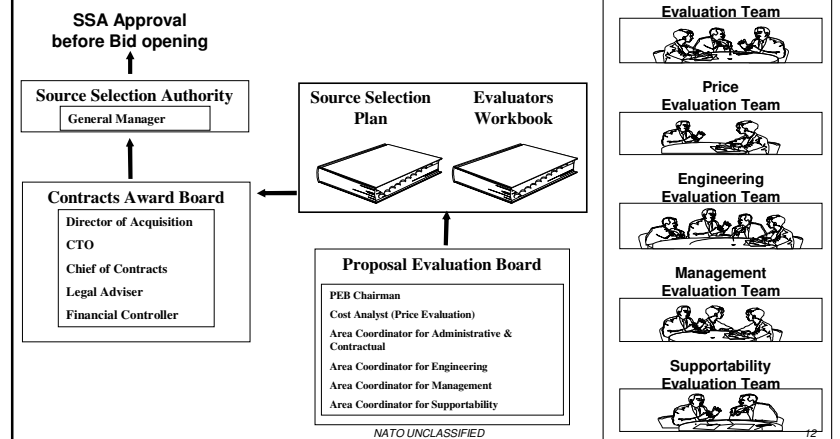 SSA Approval
before Bid opening
Source Selection Authority
General Manager
Contracts Award Board
Director of Acquisition
CTO
Chief of Contracts
Legal Adviser
Financial Controller
Source Selection
Plan
Evaluators
Workbook
Proposal Evaluation Board
PEB Chairman
Cost Analyst (Price Evaluation)
Area Coordinator for Administrative &
Contractual
Area Coordinator for Engineering
Area Coordinator for Management
Area Coordinator for Supportability
Evaluation Team
Price
Evaluation Team
Engineering
Evaluation Team
Management
Evaluation Team
Supportability
Evaluation Team
NATO UNCLASSIFIED
12